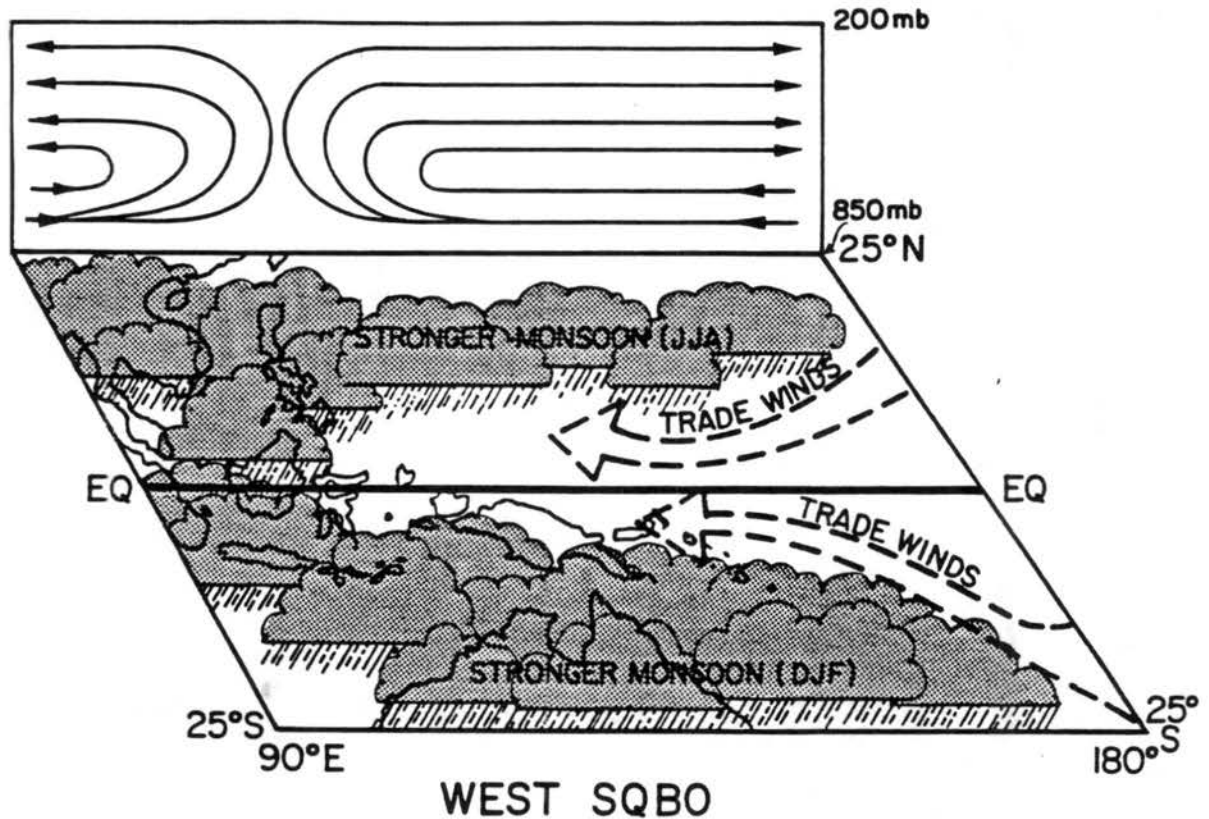 200mb
850mb
25°N
STRONGER MONSOON (JJA)
TRADE WINDS
EQ
EQ
TRADE WINDS
STRONGER MONSOON (DJF)
25°S
25°
S
90°E
180°
WEST SQBO